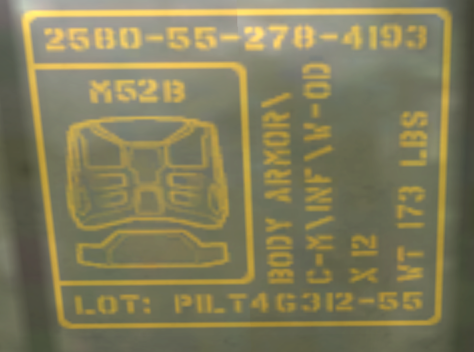 2580-55-278-4193
M52B
BODY ARMOR\
C-M\INF\W-OD
X 12
WT 173 LBS
LOT: PILT4G312-55